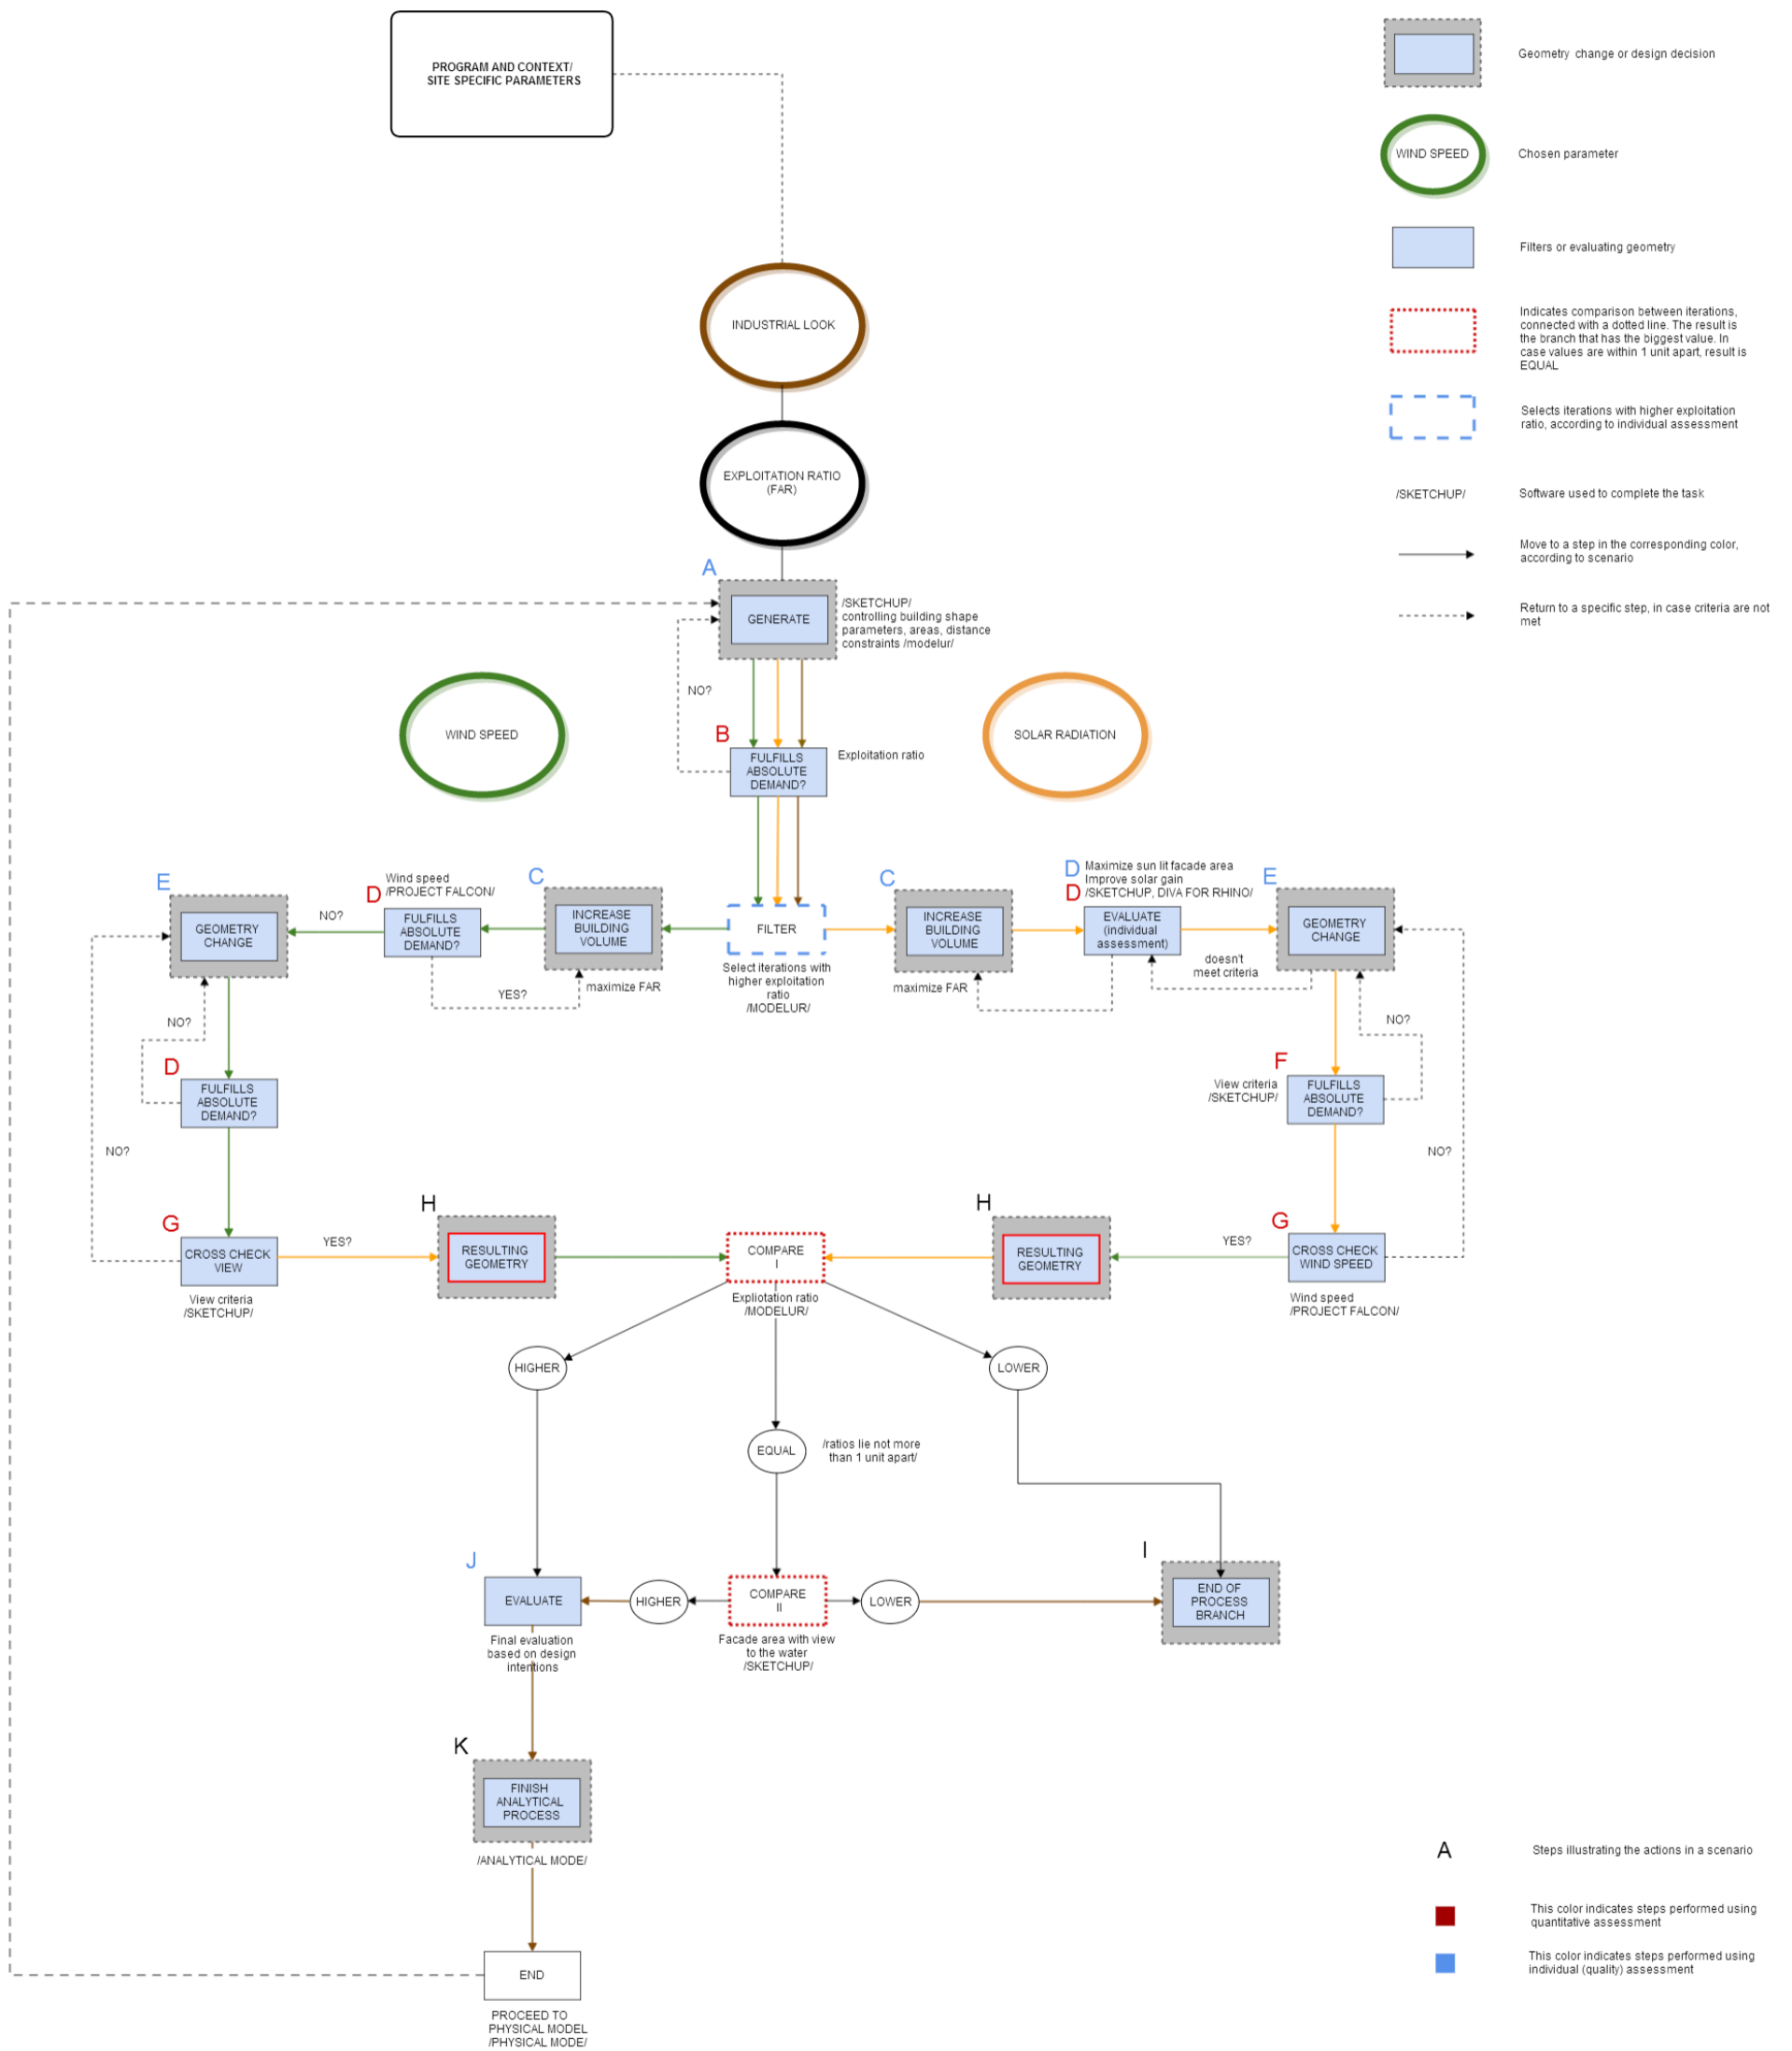 PROGRAM AND CONTEXT/
SITE SPECIFIC PARAMETERS
Geometry change or design decision
WIND SPEED
Chosen parameter
Filters or evaluating geometry
Indicates comparison between iterations,
connected with a dotted line. The result is
the branch that has the biggest value. In
case values are within 1 unit apart, result is
EQUAL
Selects iterations with higher exploitation
ratio, according to individual assessment
/SKETCHUP/
Software used to complete the task
Move to a step in the corresponding color,
according to scenario
Return to a specific step, in case criteria are not
met
INDUSTRIAL LOOK
EXPLOITATION RATIO
(FAR)
A
GENERATE
/SKETCHUP/
controlling building shape
parameters, areas, distance
constraints /modelur/
NO?
WIND SPEED
SOLAR RADIATION
B
FULFILLS
ABSOLUTE
DEMAND?
Exploitation ratio
E
GEOMETRY
CHANGE
NO?
D
Wind speed
/PROJECT FALCON/
FULFILLS
ABSOLUTE
DEMAND?
YES?
C
INCREASE
BUILDING
VOLUME
maximize FAR
FILTER
Select iterations with
higher exploitation
ratio
/MODELUR/
C
INCREASE
BUILDING
VOLUME
maximize FAR
D
Maximize sun lit facade area
Improve solar gain
D
/SKETCHUP, DIVA FOR RHINO/
EVALUATE
(individual
assessment)
doesn't
meet criteria
E
GEOMETRY
CHANGE
NO?
D
FULFILLS
ABSOLUTE
DEMAND?
NO?
NO?
F
View criteria
/SKETCHUP/
FULFILLS
ABSOLUTE
DEMAND?
NO?
G
CROSS CHECK
VIEW
View criteria
/SKETCHUP/
YES?
H
RESULTING
GEOMETRY
COMPARE
I
Expliotation ratio
/MODELUR/
H
RESULTING
GEOMETRY
YES?
G
CROSS CHECK
WIND SPEED
Wind speed
/PROJECT FALCON/
HIGHER
LOWER
EQUAL
/ratios lie not more
than 1 unit apart/
J
EVALUATE
Final evaluation
based on design
intentions
HIGHER
COMPARE
II
Facade area with view
to the water
/SKETCHUP/
LOWER
I
END OF
PROCESS
BRANCH
K
FINISH
ANALYTICAL
PROCESS
/ANALYTICAL MODE/
END
PROCEED TO
PHYSICAL MODEL
/PHYSICAL MODE/
A
Steps illustrating the actions in a scenario
This color indicates steps performed using
quantitative assessment
This color indicates steps performed using
individual (quality) assessment